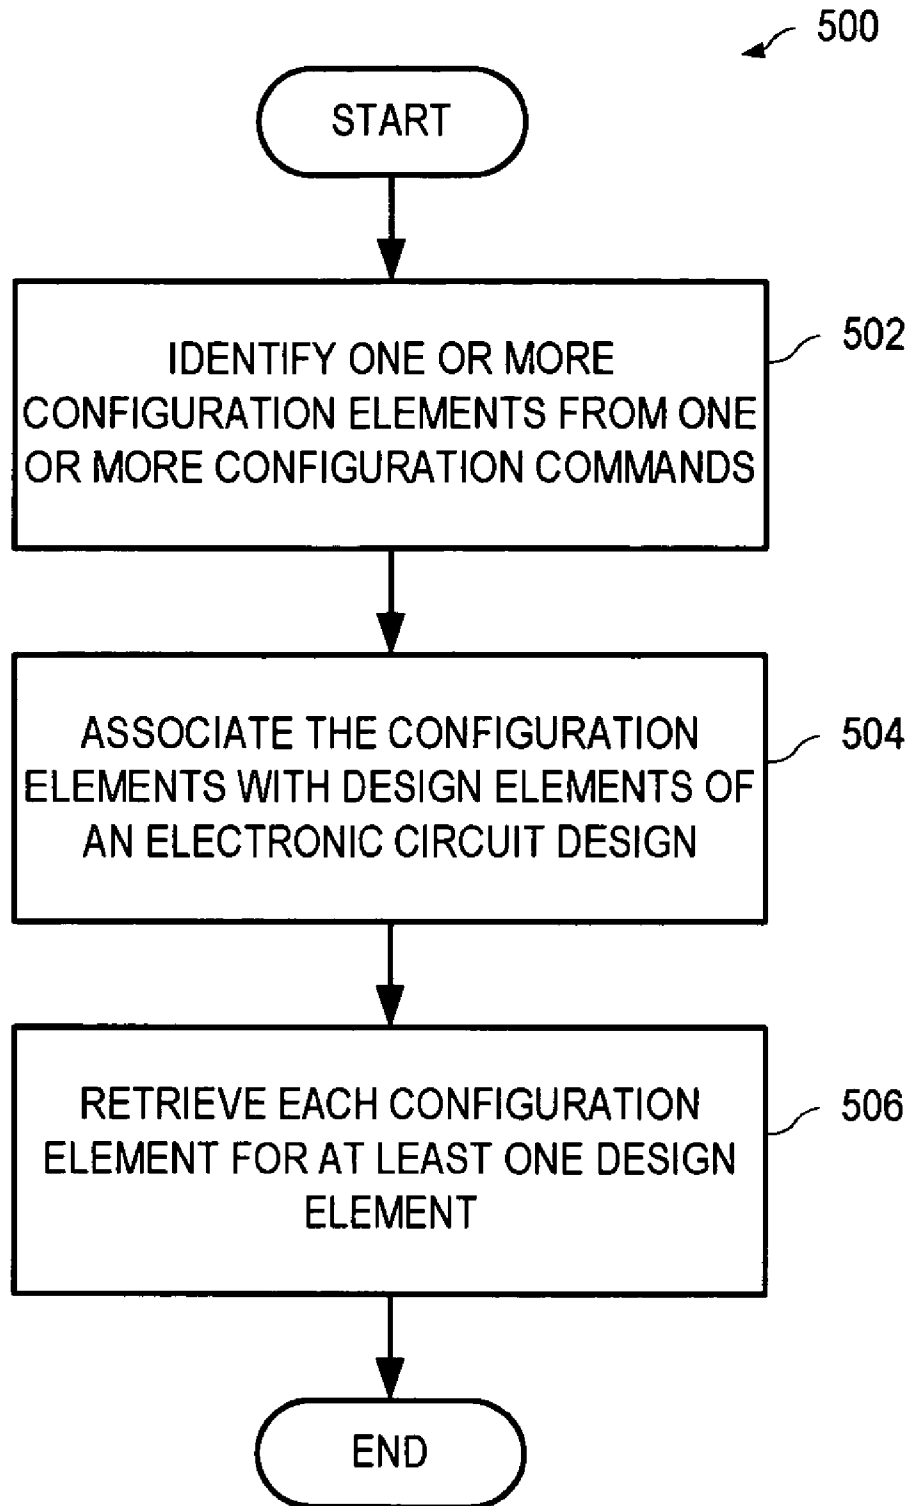 500
START
IDENTIFY ONE OR MORE
CONFIGURATION ELEMENTS FROM ONE
OR MORE CONFIGURATION COMMANDS
502
ASSOCIATE THE CONFIGURATION
ELEMENTS WITH DESIGN ELEMENTS OF
AN ELECTRONIC CIRCUIT DESIGN
504
RETRIEVE EACH CONFIGURATION
ELEMENT FOR AT LEAST ONE DESIGN
ELEMENT
506
END